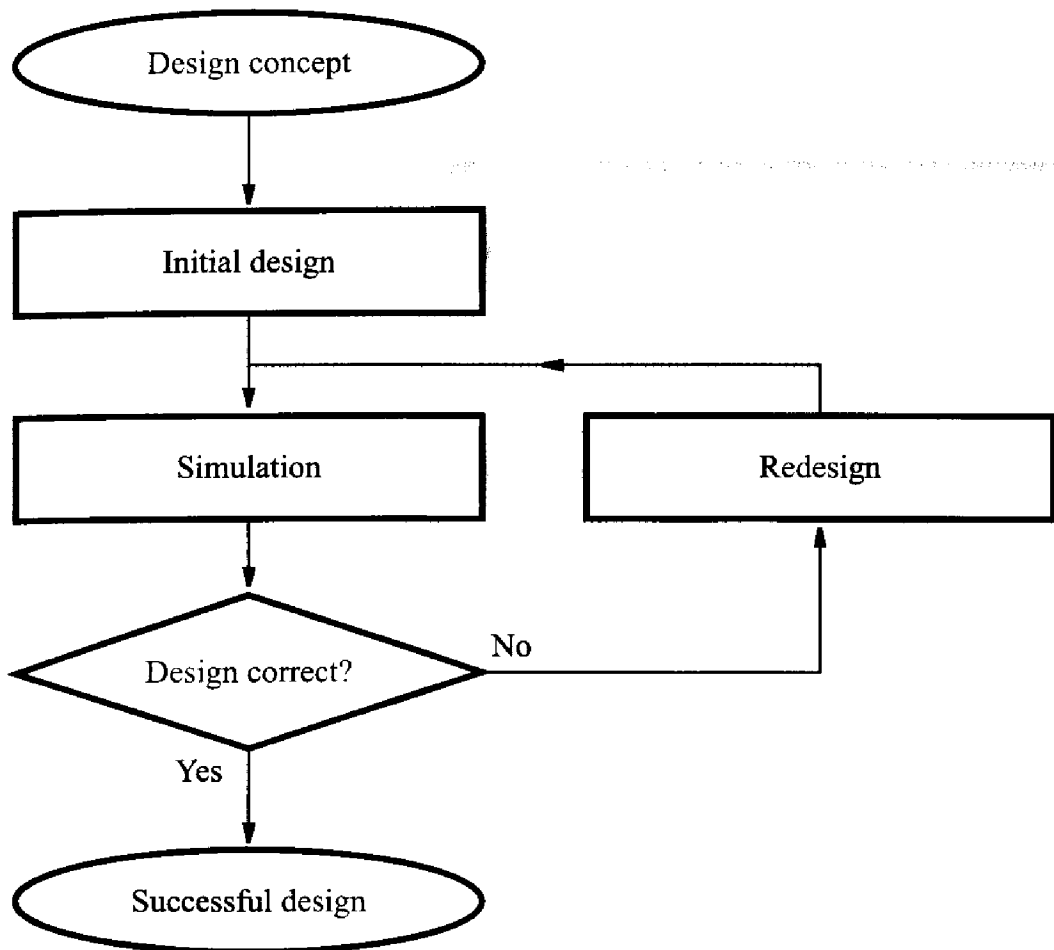 Design concept
Initial design
Simulation
Redesign
Design correct?
No
Yes
Successful design